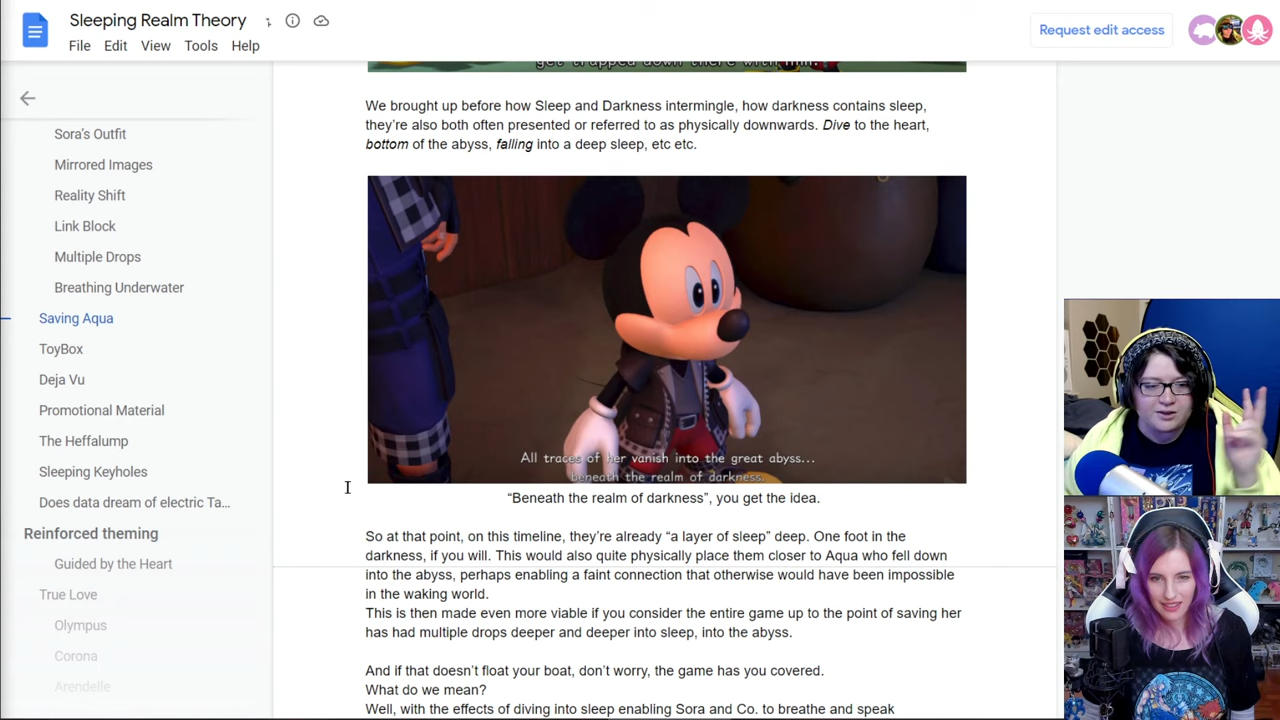 Sleeping Realm Theory
File Edit View Tools Help
Request edit access
Sora's Outfit
Mirrored Images
Reality Shift
Link Block
Multiple Drops
Breathing Underwater
Saving Aqua
ToyBox
Deja Vu
Promotional Material
The Heffalump
Sleeping Keyholes
Does data dream of electric Ta...
Reinforced theming
Guided by the Heart
True Love
Olympus
Corona
Arendelle
get trapped down there with him.
We brought up before how Sleep and Darkness intermingle, how darkness contains sleep,
they're also both often presented or referred to as physically downwards. Dive to the heart,
bottom of the abyss, falling into a deep sleep, etc etc.
All traces of her vanish into the great abyss...
beneath the realm of darkness.
“Beneath the realm of darkness”, you get the idea.
So at that point, on this timeline, they're already “a layer of sleep” deep. One foot in the
darkness, if you will. This would also quite physically place them closer to Aqua who fell down
into the abyss, perhaps enabling a faint connection that otherwise would have been impossible
in the waking world.
This is then made even more viable if you consider the entire game up to the point of saving her
has had multiple drops deeper and deeper into sleep, into the abyss.
And if that doesn't float your boat, don't worry, the game has you covered.
What do we mean?
Well, with the effects of diving into sleep enabling Sora and Co. to breathe and speak